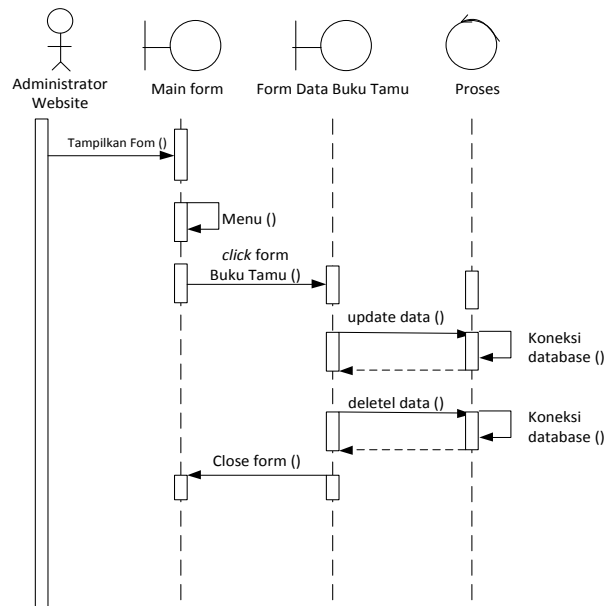 Administrator
Website
Main form
Form Data Buku Tamu
Proses
Tampilkan Fom ()
Menu ()
click form
Buku Tamu ()
update data ()
Koneksi
database ()
deletel data ()
Koneksi
database ()
Close form ()